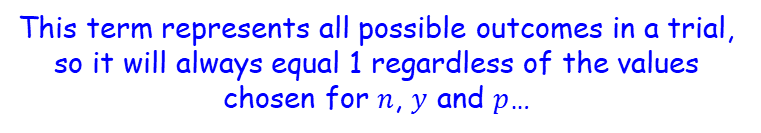 This term represents all possible outcomes in a trial,
so it will always equal 1 regardless of the values
chosen for n, y and p…